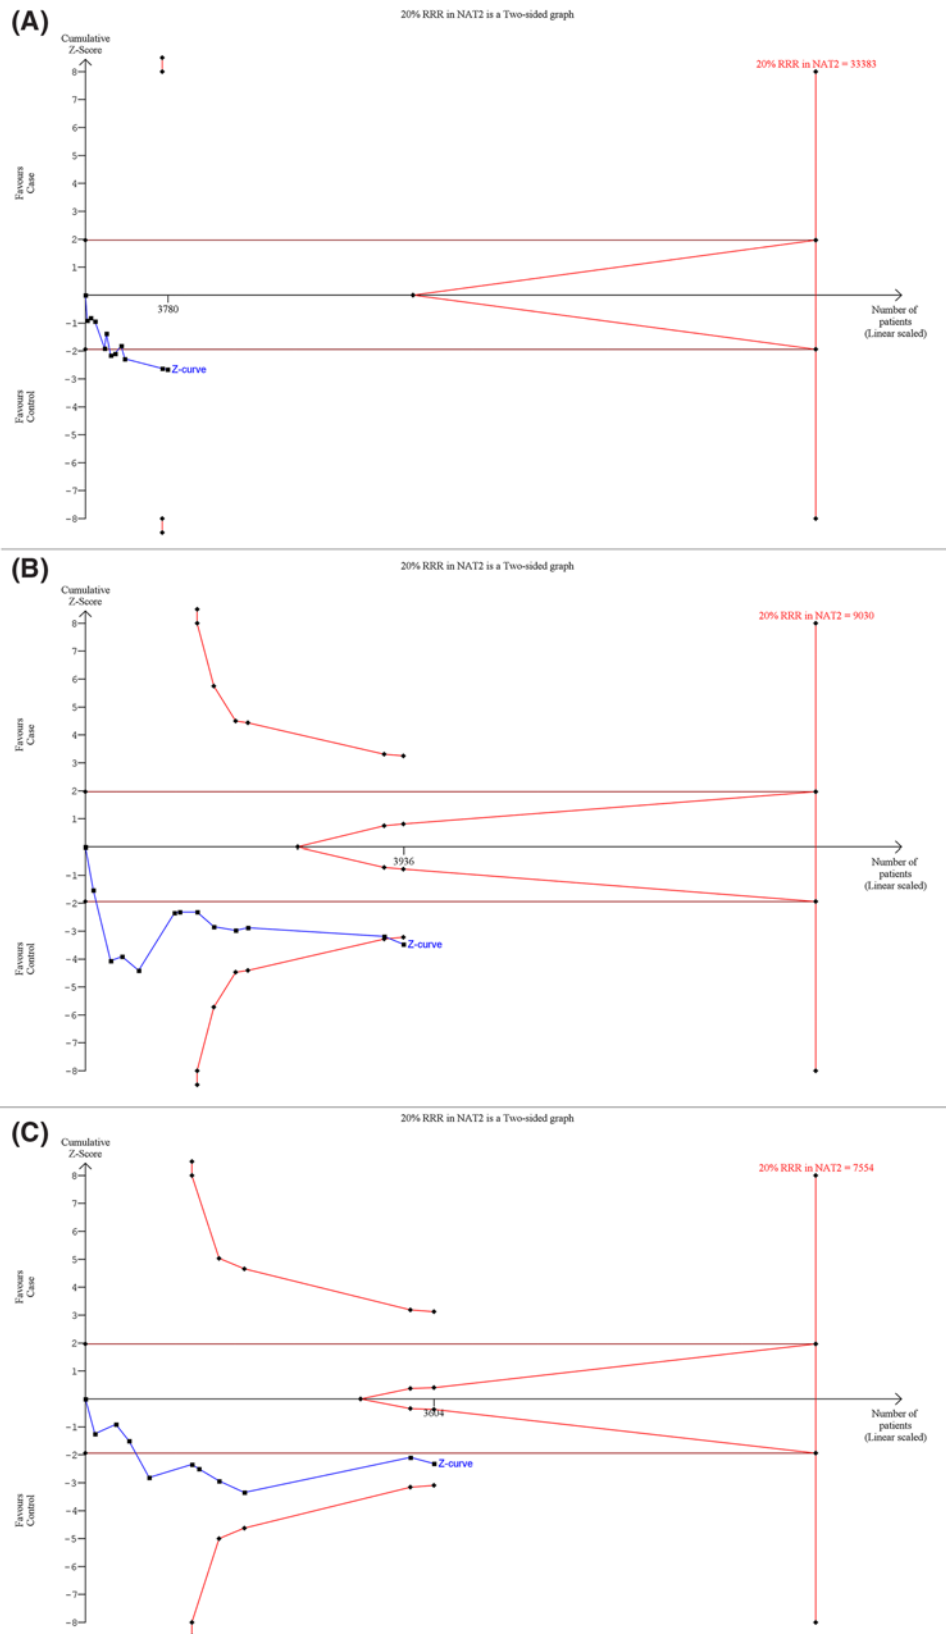 (A)
20% RRR in NAT2 is a Two-sided graph
Cumulative
Z-Score
20% RRR in NAT2 = 33383
8
7
6
5
4
3
2
1
-1
-2
-3
-4
-5
-6
-7
-8
Favours
Case
Favours
Control
3780
Number of
patients
(Linear scaled)
Z-curve
(B)
20% RRR in NAT2 is a Two-sided graph
Cumulative
Z-Score
20% RRR in NAT2 = 9030
8
7
6
5
4
3
2
1
-1
-2
-3
-4
-5
-6
-7
-8
Favours
Case
Favours
Control
3936
Number of
patients
(Linear scaled)
Z-curve
(C)
20% RRR in NAT2 is a Two-sided graph
Cumulative
Z-Score
20% RRR in NAT2 = 7554
8
7
6
5
4
3
2
1
-1
-2
-3
-4
-5
-6
-7
-8
Favours
Case
Favours
Control
3604
Number of
patients
(Linear scaled)
Z-curve